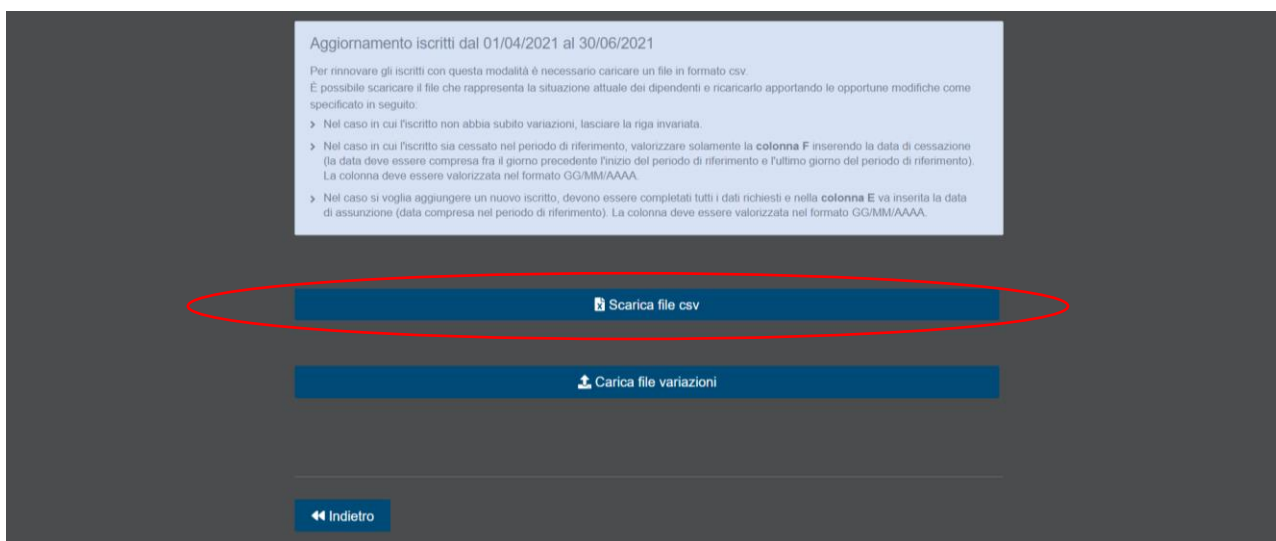 Aggiornamento iscritti dal 01/04/2021 al 30/06/2021
Per rinnovare gli iscritti con questa modalità è necessario caricare un file in formato csv.
È possibile scaricare il file che rappresenta la situazione attuale dei dipendenti e ricaricarlo apportando le opportune modifiche come
specificato in seguito:
Nel caso in cui l'iscritto non abbia subito variazioni, lasciare la riga invariata.
Nel caso in cui l'iscritto sia cessato nel periodo di riferimento, valorizzare solamente la colonna F inserendo la data di cessazione
(la data deve essere compresa fra il giorno precedente l'inizio del periodo di riferimento e l'ultimo giorno del periodo di riferimento).
La colonna deve essere valorizzata nel formato GG/MM/AAAA.
Nel caso si voglia aggiungere un nuovo iscritto, devono essere completati tutti i dati richiesti e nella colonna E va inserita la data
di assunzione (data compresa nel periodo di riferimento). La colonna deve essere valorizzata nel formato GG/MM/AAAA.
Scarica file csv
Carica file variazioni
Indietro